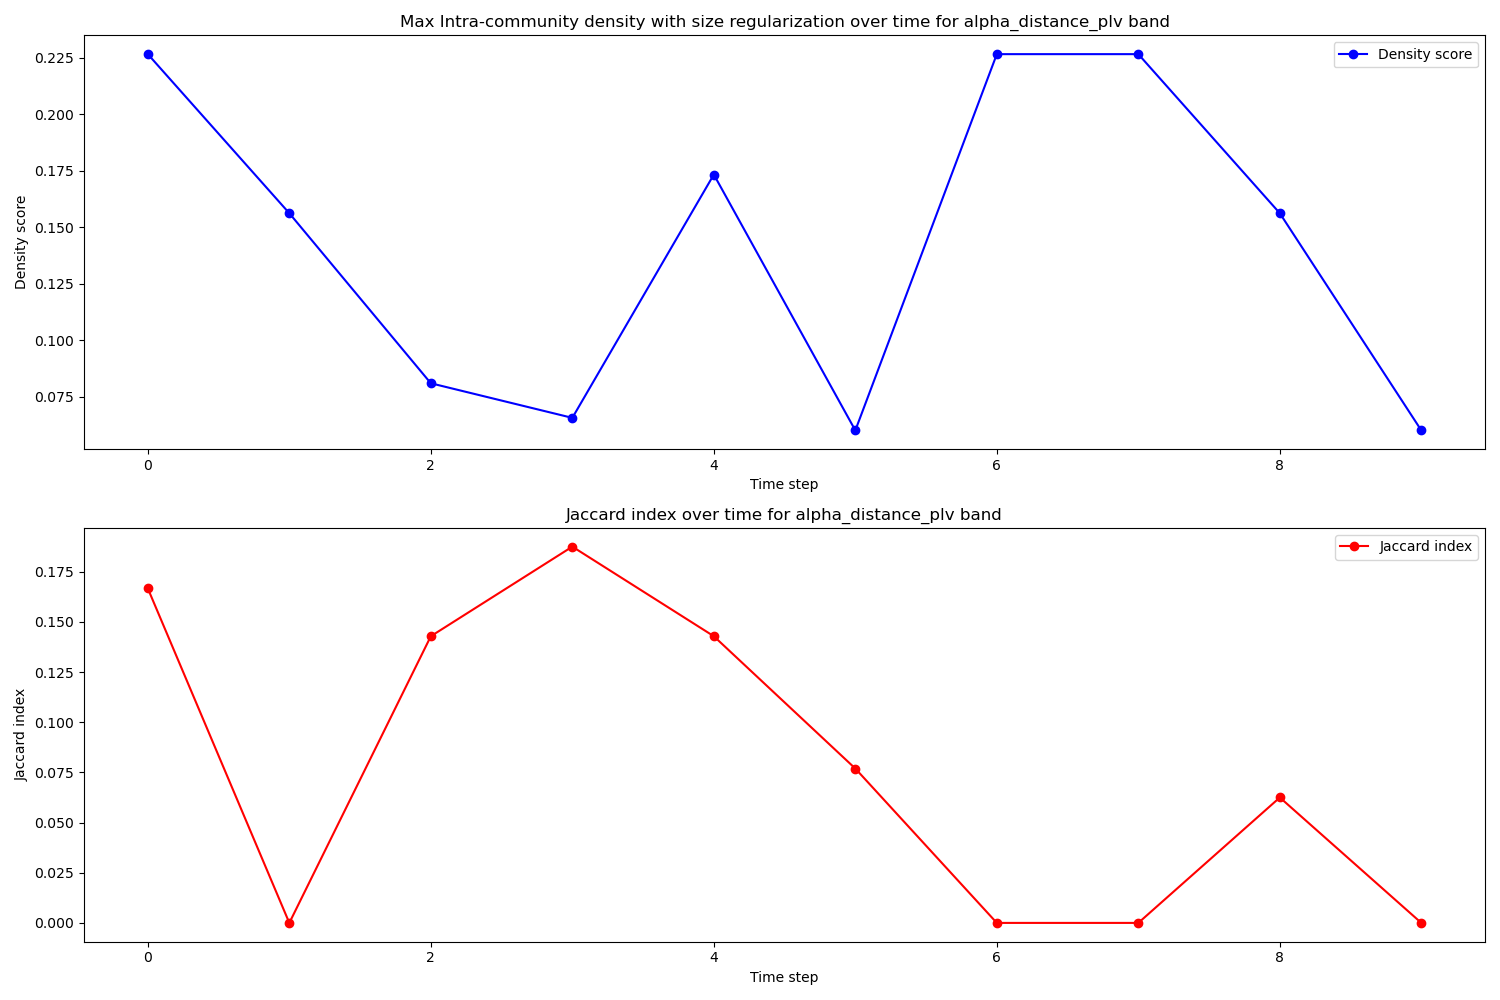 Max Intra-community density with size regularization over time for alpha_distance_plv band
Density score
0.225
0.200
0.175
0.150
0.125
0.100
0.075
Density score
0 2 4 6 8
Time step
Jaccard index over time for alpha_distance_plv band
Jaccard index
0.175
0.150
0.125
0.100
0.075
0.050
0.025
0.000
Jaccard index
0 2 4 6 8
Time step